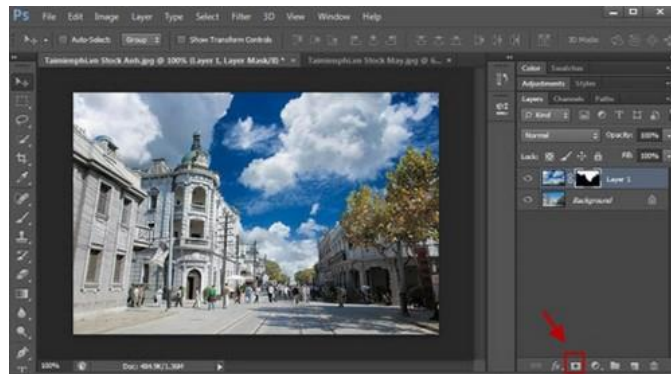 Ps File Edit Image Layer Type Select Filter 3D View Window Help
Auto-Select: Group Show Transform Controls 3D Mode:
Taimienphi.vn Stock Anh.jpg @ 100% (Layer 1, Layer Mask/8) * × Taimienphi.vn Stock May.jpg @ 6... ×
Color Swatches
Adjustments Styles
Layers Channels Paths
Kind
Normal Opacity: 100%
Lock: Fill: 100%
Layer 1
Background
fx
100% Doc: 484.9K/1.36M